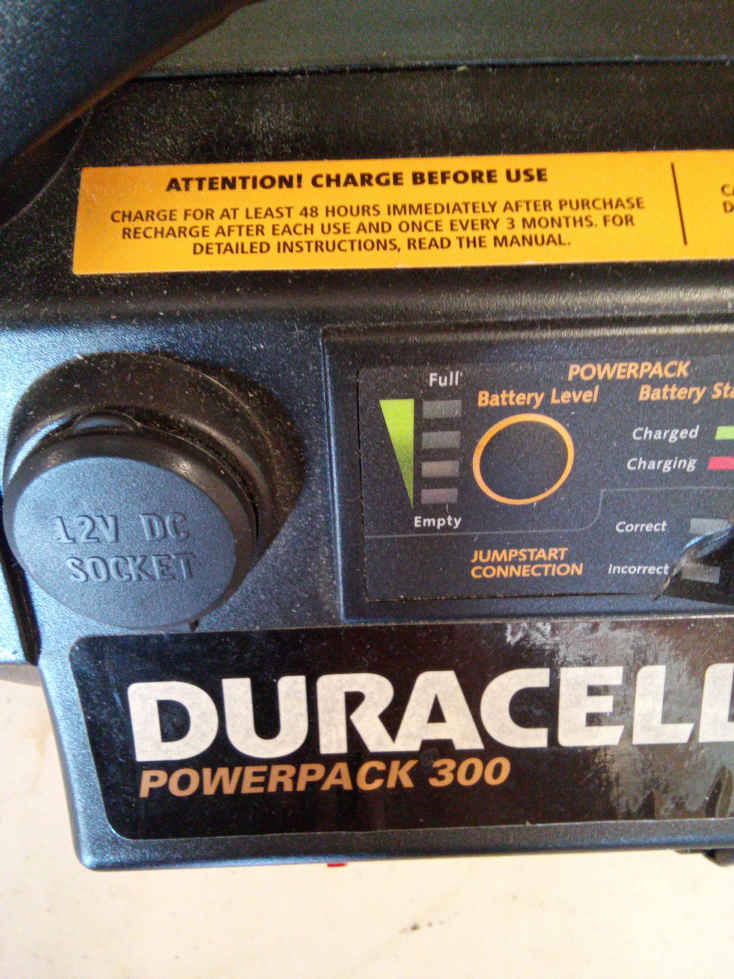 ATTENTION! CHARGE BEFORE USE
CHARGE FOR AT LEAST 48 HOURS IMMEDIATELY AFTER PURCHASE
RECHARGE AFTER EACH USE AND ONCE EVERY 3 MONTHS. FOR
DETAILED INSTRUCTIONS, READ THE MANUAL.
POWERPACK
Full
Battery Level
Battery
Charged
Charging
Empty
Correct
JUMPSTART
CONNECTION
Incorrect
12V DC
SOCKET
DURACELL
POWERPACK 300